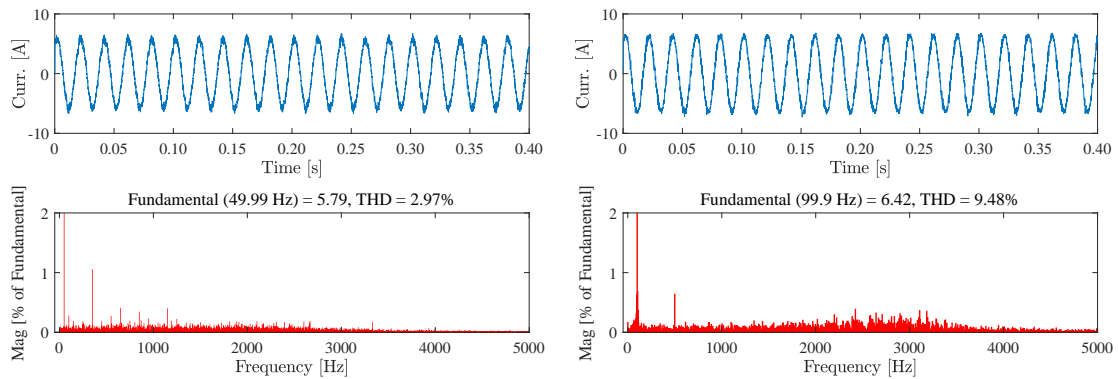 10
0
-10
Curr. [A]
0 0.05 0.10 0.15 0.20 0.25 0.30 0.35 0.40
Time [s]
Fundamental (49.99 Hz) = 5.79, THD = 2.97%
2
1
0
Mag [% of Fundamental]
0 1000 2000 3000 4000 5000
Frequency [Hz]
10
0
-10
Curr. [A]
0 0.05 0.10 0.15 0.20 0.25 0.30 0.35 0.40
Time [s]
Fundamental (99.9 Hz) = 6.42, THD = 9.48%
2
1
0
Mag [% of Fundamental]
0 1000 2000 3000 4000 5000
Frequency [Hz]